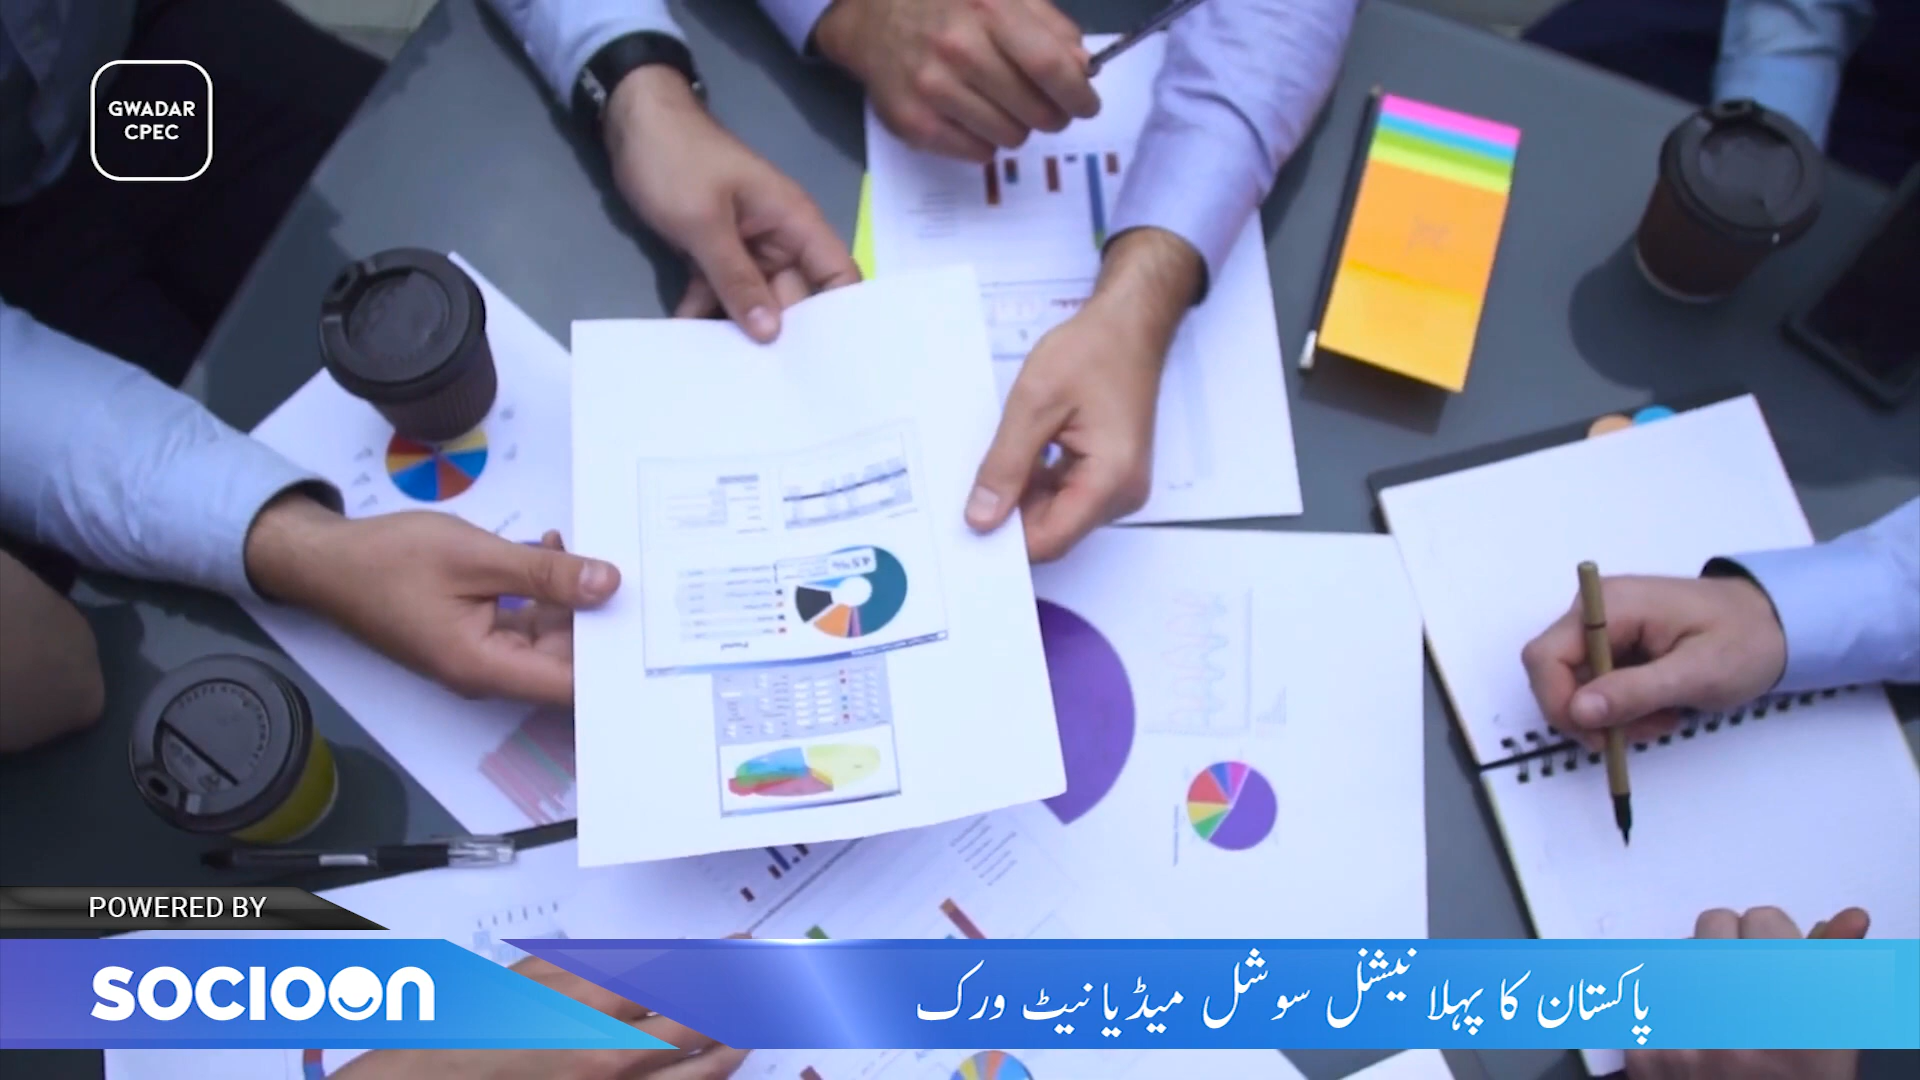 GWADAR
CPEC
POWERED BY
SOCIOON
پاکستان کا پہلا نیشنل سوشل میڈیا نیٹ ورک